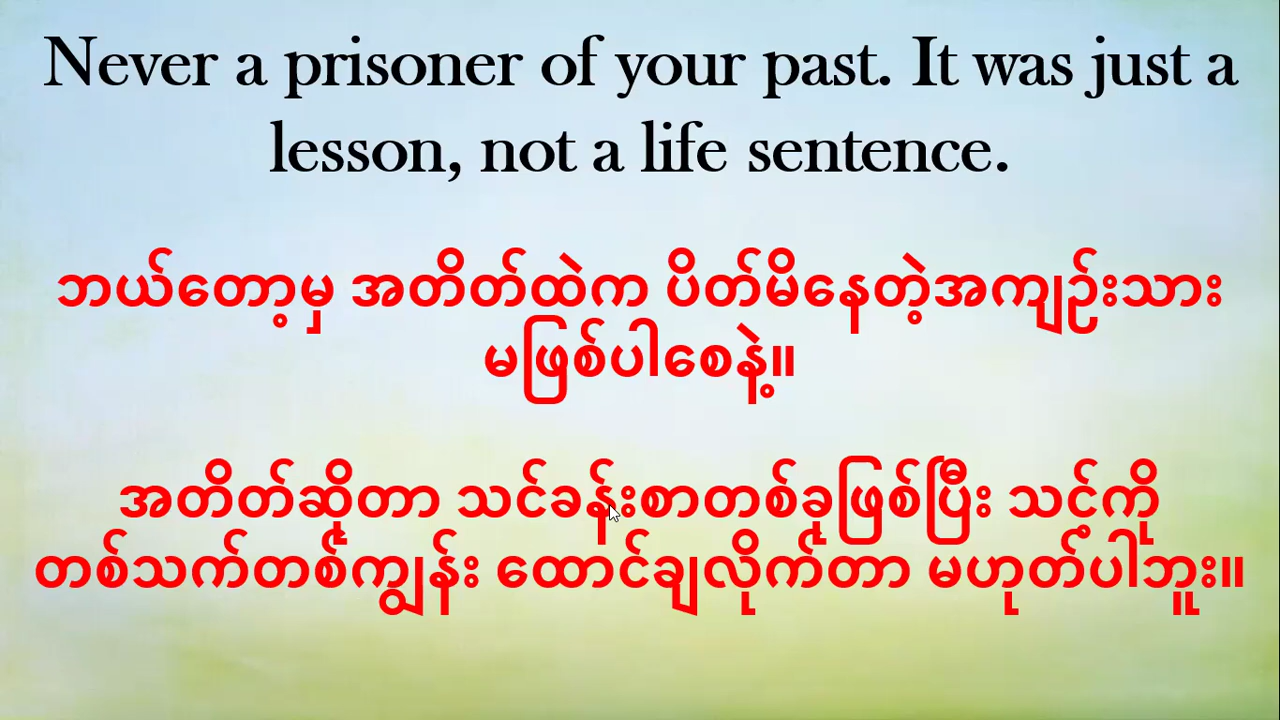 Never a prisoner of your past. It was just a
lesson, not a life sentence.
ဘယ်တော့မှ အတိတ်ထဲက ပိတ်မိနေတဲ့အကျဉ်းသား
မဖြစ်ပါစေနဲ့။
အတိတ်ဆိုတာ သင်ခန်းစာတစ်ခုဖြစ်ပြီး သင့်ကို
တစ်သက်တစ်ကျွန်း ထောင်ချလိုက်တာ မဟုတ်ပါဘူး။